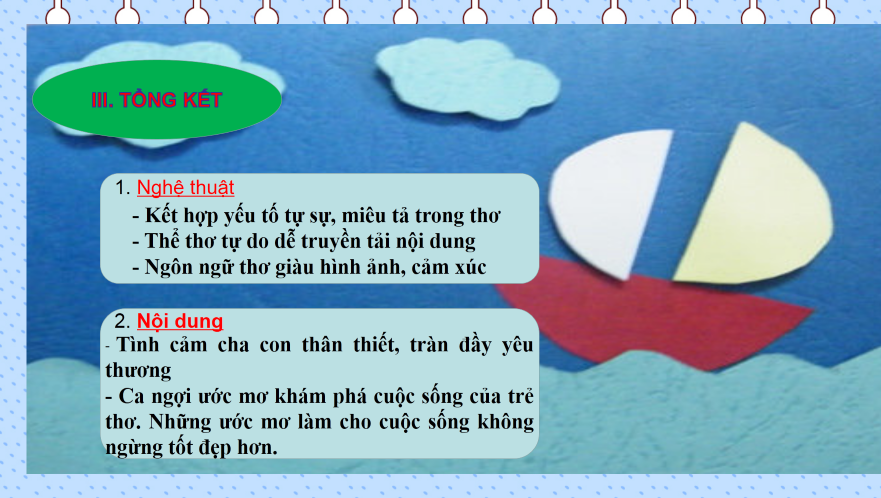 III. TỔNG KẾT
1. Nghệ thuật
- Kết hợp yếu tố tự sự, miêu tả trong thơ
- Thể thơ tự do dễ truyền tải nội dung
- Ngôn ngữ thơ giàu hình ảnh, cảm xúc
2. Nội dung
- Tình cảm cha con thân thiết, tràn đầy yêu
thương
- Ca ngợi ước mơ khám phá cuộc sống của trẻ
thơ. Những ước mơ làm cho cuộc sống không
ngừng tốt đẹp hơn.